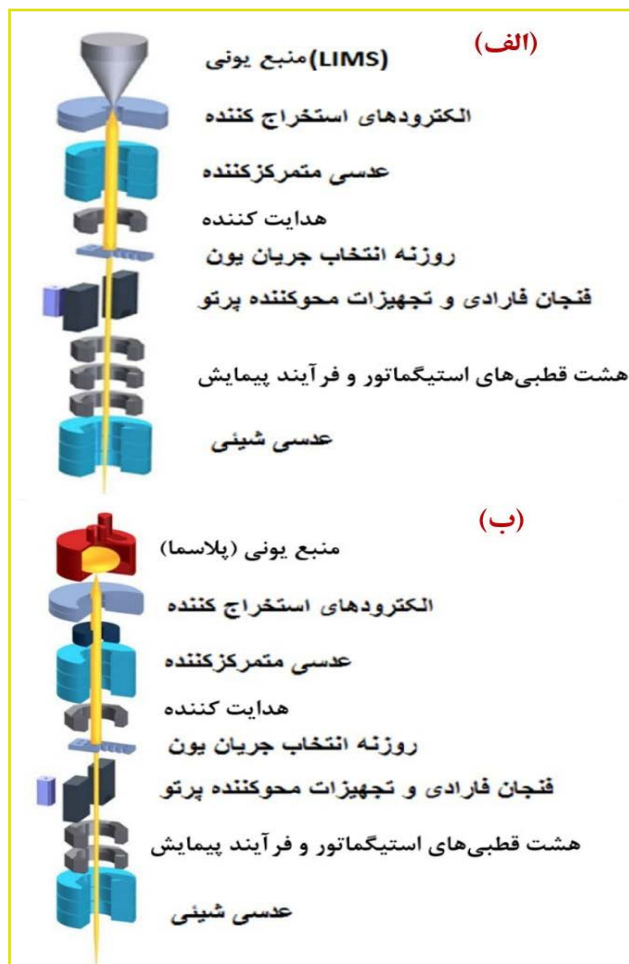 (الف)
منبع یونی (LIMS)
الکترودهای استخراج کننده
عدسی متمرکزکننده
هدایت کننده
روزنه انتخاب جریان یون
فنجان فارادی و تجهیزات محوکننده پرتو
هشت قطبی‌های استیگماتور و فرآیند پیمایش
عدسی شیئی
(ب)
منبع یونی (پلاسما)
الکترودهای استخراج کننده
عدسی متمرکزکننده
هدایت کننده
روزنه انتخاب جریان یون
فنجان فارادی و تجهیزات محوکننده پرتو
هشت قطبی‌های استیگماتور و فرآیند پیمایش
عدسی شیئی